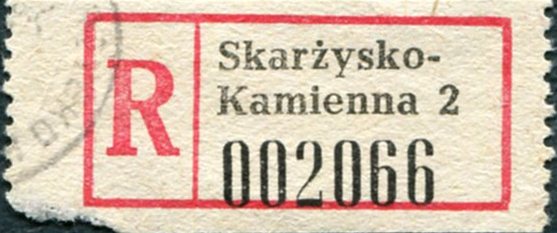 R
Skarżysko-
Kamienna 2
002066